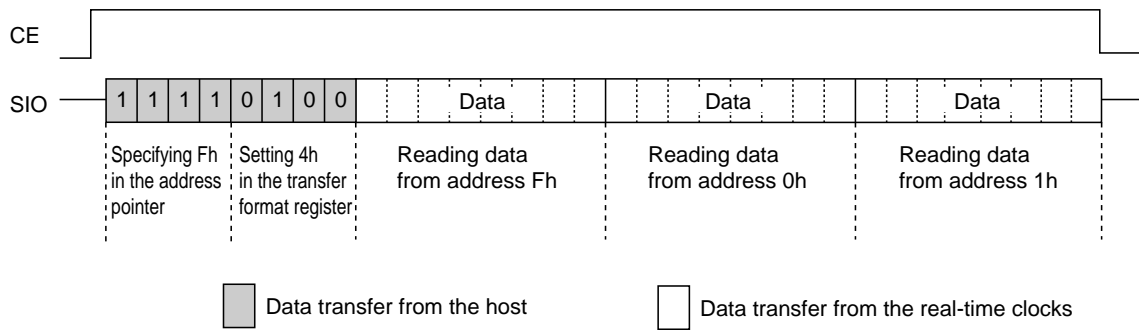 CE
SIO
1 1 1 1 0 1 0 0 Data Data Data
Specifying Fh
in the address
pointer
Setting 4h
in the transfer
format register
Reading data
from address Fh
Reading data
from address 0h
Reading data
from address 1h
Data transfer from the host
Data transfer from the real-time clocks